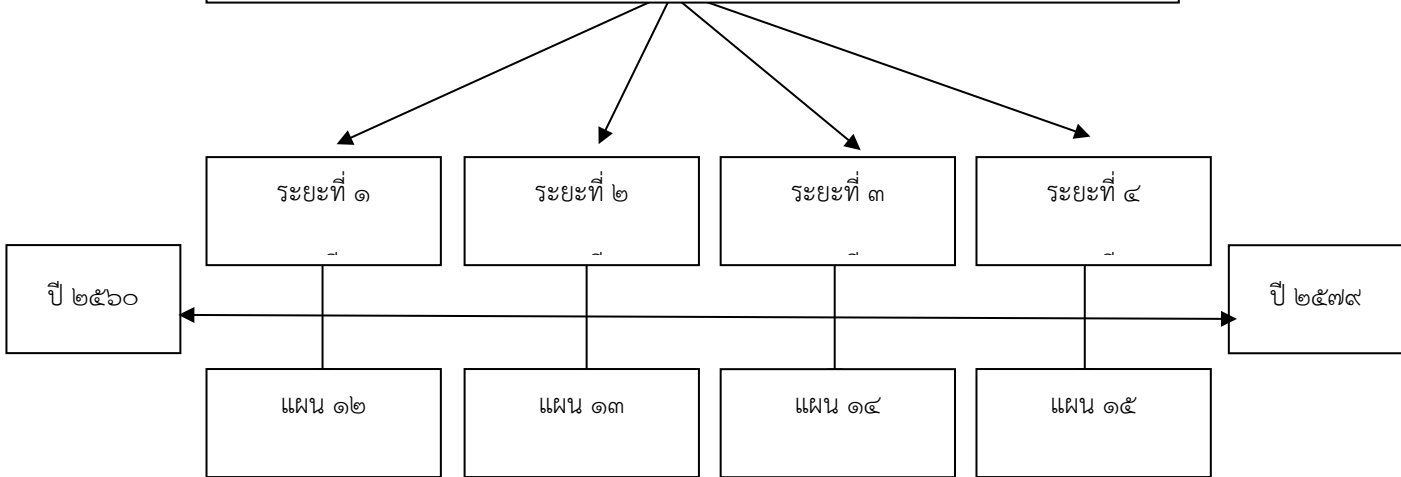 ระยะที่ ๑
ระยะที่ ๒
ระยะที่ ๓
ระยะที่ ๔
ปี ๒๕๖๐
ปี ๒๕๗๙
แผน ๑๒
แผน ๑๓
แผน ๑๔
แผน ๑๕